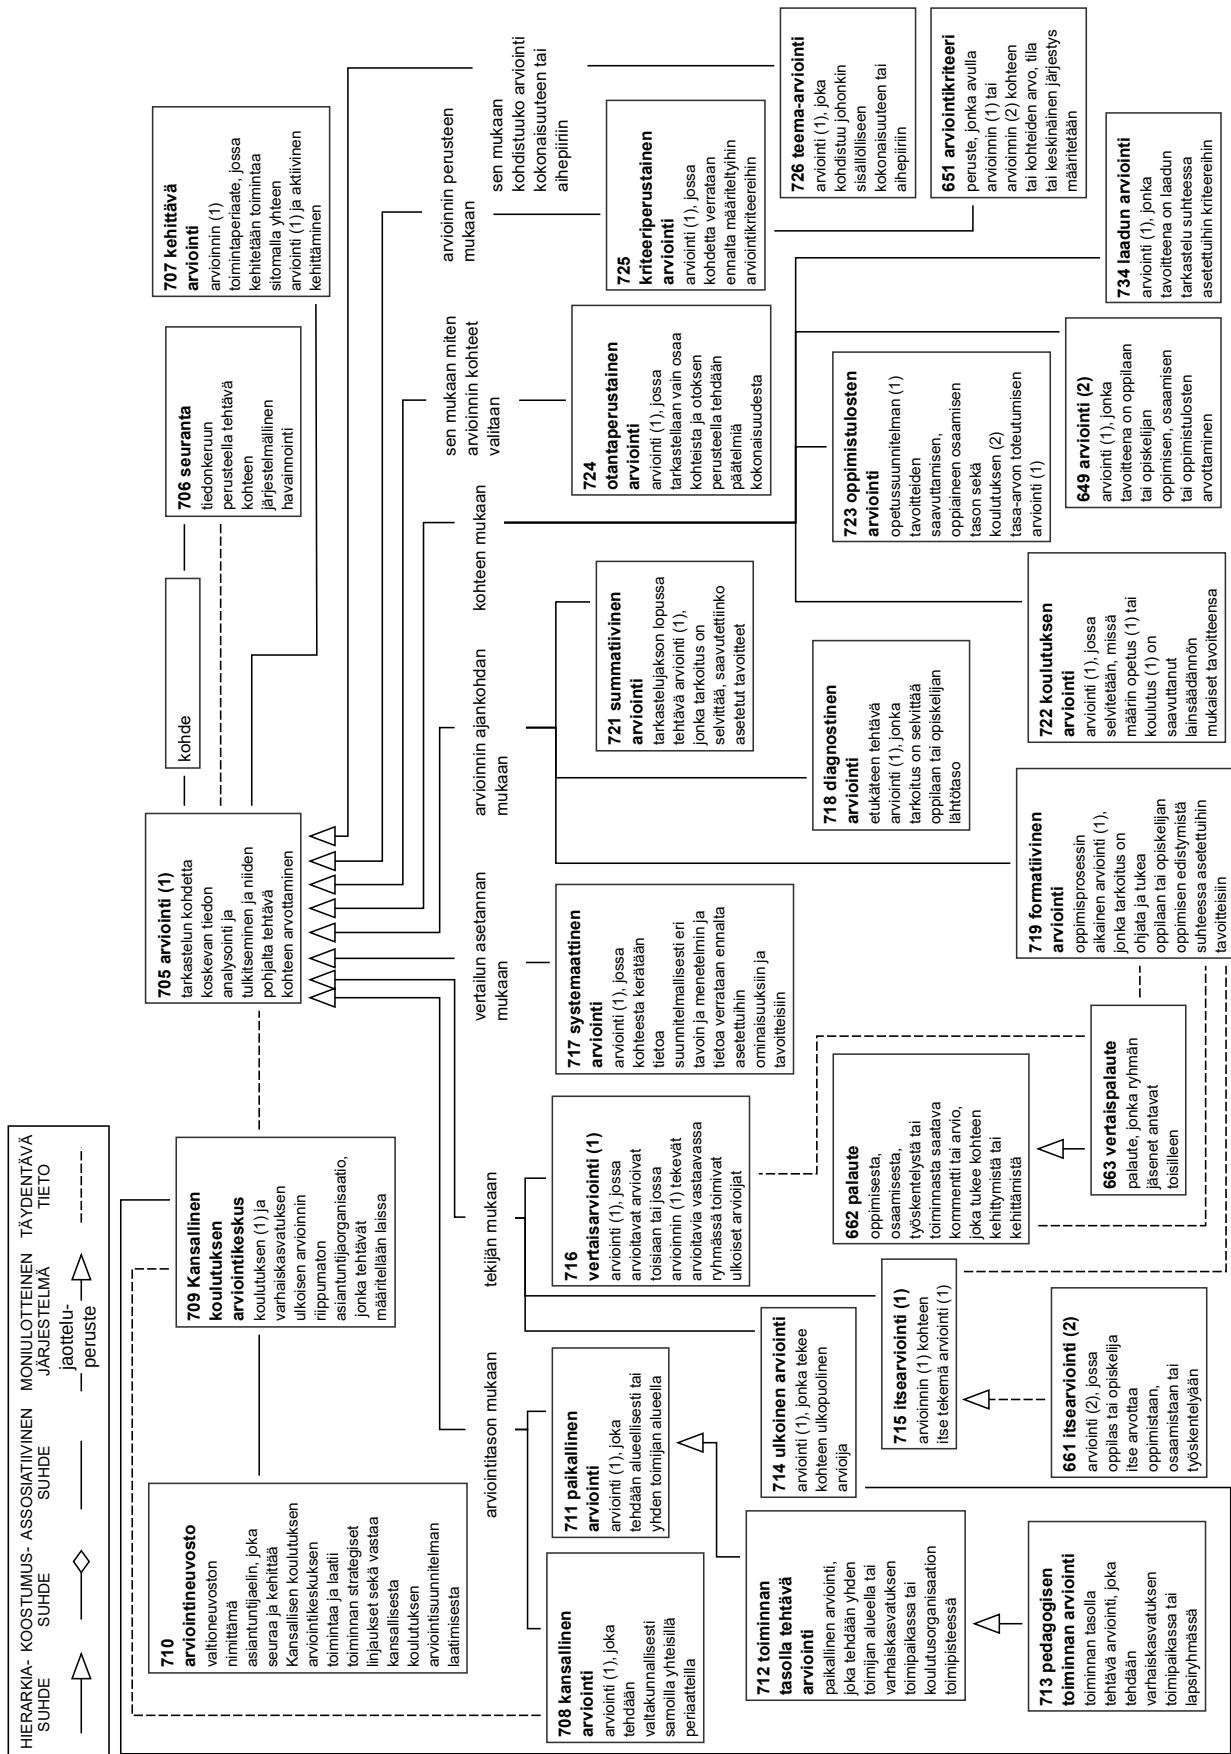 HIERARKIA-
SUHDE
KOOSTUMUS-
SUHDE
ASSOSIATIIVINEN
SUHDE
MONIULOTTEINEN
JÄRJESTELMÄ
jaottelu-
peruste
TÄYDENTÄVÄ
TIETO
710
arviointineuvosto
valtioneuvoston
nimittämä
asiantuntijaelin, joka
seuraa ja kehittää
Kansallisen koulutuksen
arviointikeskuksen
toimintaa ja laatii
toiminnan strategiset
linjaukset sekä vastaa
kansallisesta
koulutuksen
arviointisuunnitelman
laatimisesta
709 Kansallinen
koulutuksen
arviointikeskus
koulutuksen (1) ja
varhaiskasvatuksen
ulkoisen arvioinnin
riippumaton
asiantuntijaorganisaatio,
jonka tehtävät
määritellään laissa
705 arviointi (1)
tarkastelun kohdetta
koskevan tiedon
analysointi ja
tulkitseminen ja niiden
pohjalta tehtävä
kohteen arvottaminen
kohde
706 seuranta
tiedonkeruun
perusteella tehtävä
kohteen
järjestelmällinen
havainnointi
707 kehittävä
arviointi
arvioinnin (1)
toimintaperiaate, jossa
kehitetään toimintaa
sitomalla yhteen
arviointi (1) ja aktiivinen
kehittäminen
arviointitason mukaan
tekijän mukaan
vertailun asetannan
mukaan
arvioinnin ajankohdan
mukaan
kohteen mukaan
sen mukaan miten
arvioinnin kohteet
valitaan
arvioinnin perusteen
mukaan
sen mukaan
kohdistuuko arviointi
kokonaisuuteen tai
aihepiiriin
708 kansallinen
arviointi
arviointi (1), joka
tehdään
valtakunnallisesti
samoilla yhteisillä
periaatteilla
711 paikallinen
arviointi
arviointi (1), joka
tehdään alueellisesti tai
yhden toimijan alueella
716
vertaisarviointi (1)
arviointi (1), jossa
arvioitavat arvioivat
toisiaan tai jossa
arvioinnin (1) tekevät
arvioitavia vastaavassa
ryhmässä toimivat
ulkoiset arvioijat
717 systemaattinen
arviointi
arviointi (1), jossa
kohteesta kerätään
tietoa
suunnitelmallisesti eri
tavoin ja menetelmin ja
tietoa verrataan ennalta
asetettuihin
ominaisuuksiin ja
tavoitteisiin
721 summatiivinen
arviointi
tarkastelujakson lopussa
tehtävä arviointi (1),
jonka tarkoitus on
selvittää, saavutettiinko
asetetut tavoitteet
724
otantaperustainen
arviointi
arviointi (1), jossa
tarkastellaan vain osaa
kohteista ja otoksen
perusteella tehdään
päätelmiä
kokonaisuudesta
725
kriteeriperustainen
arviointi
arviointi (1), jossa
kohdetta verrataan
ennalta määriteltyihin
arviointikriteereihin
726 teema-arviointi
arviointi (1), joka
kohdistuu johonkin
sisällölliseen
kokonaisuuteen tai
aihepiiriin
712 toiminnan
tasolla tehtävä
arviointi
paikallinen arviointi,
joka tehdään yhden
toimijan alueella tai
varhaiskasvatuksen
toimipaikassa tai
koulutusorganisaation
toimipisteessä
714 ulkoinen arviointi
arviointi (1), jonka tekee
kohteen ulkopuolinen
arvioija
715 itsearviointi (1)
arvioinnin (1) kohteen
itse tekemä arviointi (1)
662 palaute
oppimisesta,
osaamisesta,
työskentelystä tai
toiminnasta saatava
kommentti tai arvio,
joka tukee kohteen
kehittymistä tai
kehittämistä
718 diagnostinen
arviointi
etukäteen tehtävä
arviointi (1), jonka
tarkoitus on selvittää
oppilaan tai opiskelijan
lähtötaso
723 oppimistulosten
arviointi
opetussuunnitelman (1)
tavoitteiden
saavuttamisen,
oppiaineen osaamisen
tason sekä
koulutuksen (2)
tasa-arvon toteutumisen
arviointi (1)
651 arviointikriteeri
peruste, jonka avulla
arvioinnin (1) tai
arvioinnin (2) kohteen
tai kohteiden arvo, tila
tai keskinäinen järjestys
määritetään
713 pedagogisen
toiminnan arviointi
toiminnan tasolla
tehtävä arviointi, joka
tehdään
varhaiskasvatuksen
toimipaikassa tai
lapsiryhmässä
661 itsearviointi (2)
arviointi (2), jossa
oppilas tai opiskelija
itse arvottaa
oppimistaan,
osaamistaan tai
työskentelyään
663 vertaispalaute
palaute, jonka ryhmän
jäsenet antavat
toisilleen
719 formatiivinen
arviointi
oppimisprosessin
aikainen arviointi (1),
jonka tarkoitus on
ohjata ja tukea
oppilaan tai opiskelijan
oppimisen edistymistä
suhteessa asetettuihin
tavoitteisiin
722 koulutuksen
arviointi
arviointi (1), jossa
selvitetään, missä
määrin opetus (1) tai
koulutus (1) on
saavuttanut
lainsäädännön
mukaiset tavoitteensa
649 arviointi (2)
arviointi (1), jonka
tavoitteena on oppilaan
tai opiskelijan
oppimisen, osaamisen
tai oppimistulosten
arvottaminen
734 laadun arviointi
arviointi (1), jonka
tavoitteena on laadun
tarkastelu suhteessa
asetettuihin kriteereihin